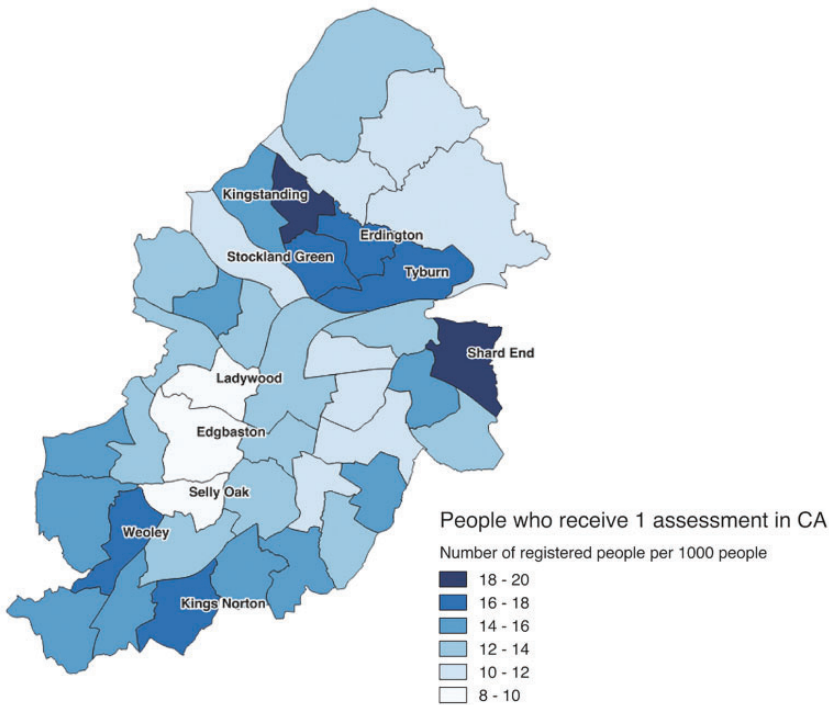 Kingstanding
Erdington
Stockland Green
Tyburn
Shard End
Ladywood
Edgbaston
Selly Oak
Weoley
Kings Norton
People who receive 1 assessment in CA
Number of registered people per 1000 people
18 - 20
16 - 18
14 - 16
12 - 14
10 - 12
8 - 10